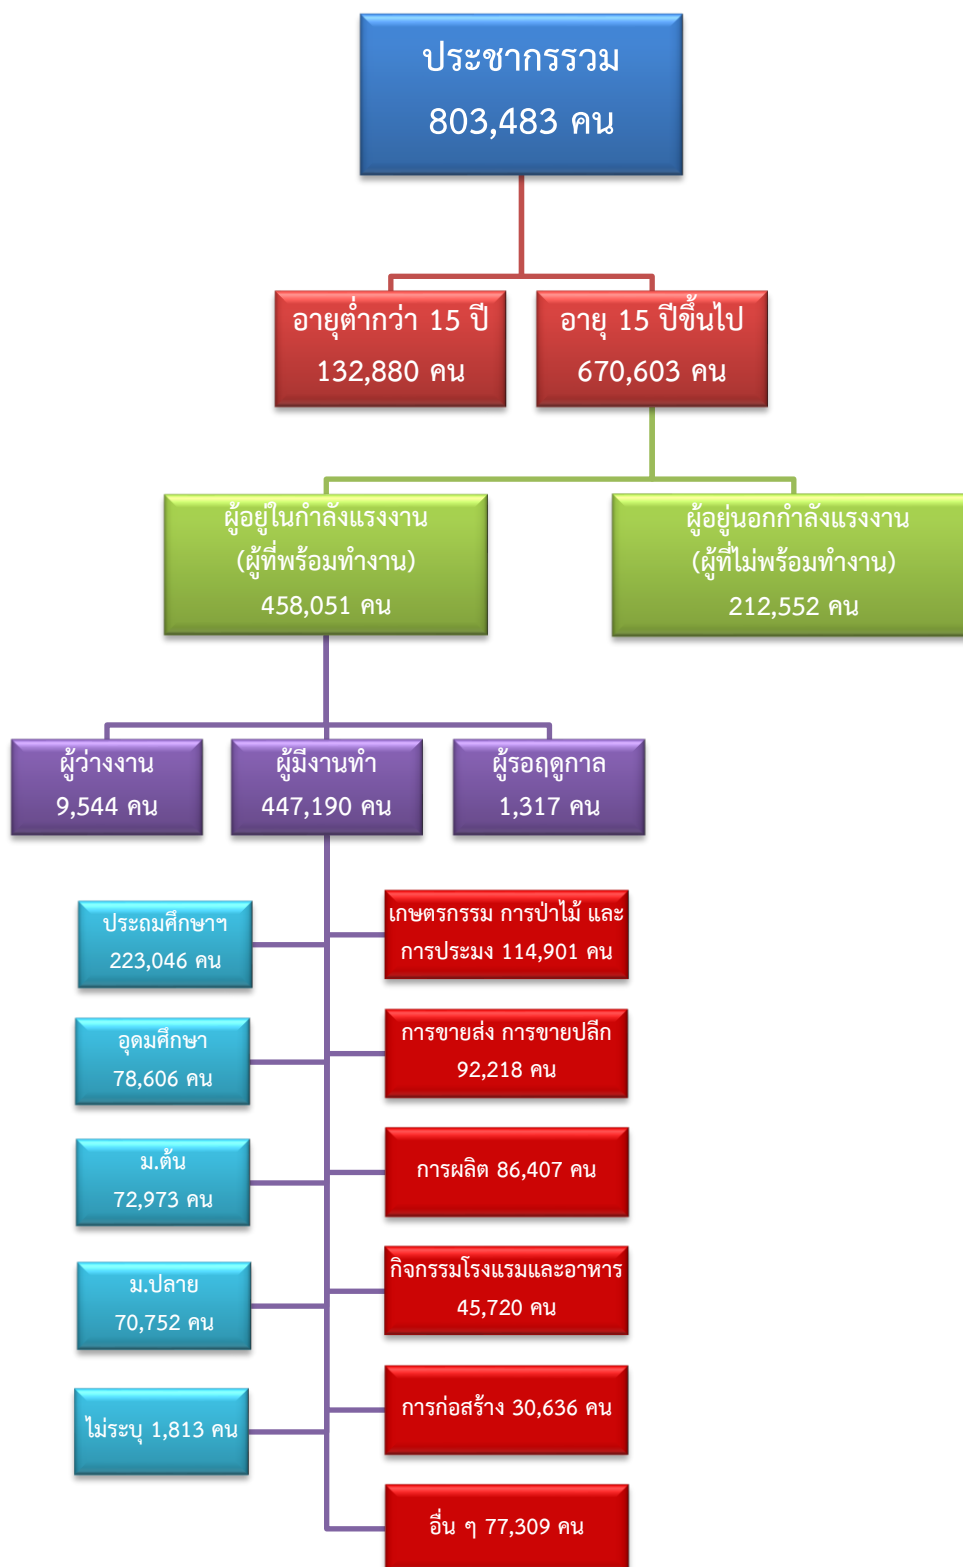 ประชากรรวม
803,483 คน
อายุต่ำกว่า 15 ปี
132,880 คน
อายุ 15 ปีขึ้นไป
670,603 คน
ผู้อยู่ในกำลังแรงงาน
(ผู้ที่พร้อมทำงาน)
458,051 คน
ผู้อยู่นอกกำลังแรงงาน
(ผู้ที่ไม่พร้อมทำงาน)
212,552 คน
ผู้ว่างงาน
9,544 คน
ผู้มีงานทำ
447,190 คน
ผู้รอฤดูกาล
1,317 คน
ประถมศึกษาฯ
223,046 คน
อุดมศึกษา
78,606 คน
ม.ต้น
72,973 คน
ม.ปลาย
70,752 คน
ไม่ระบุ 1,813 คน
เกษตรกรรม การป่าไม้ และ
การประมง 114,901 คน
การขายส่ง การขายปลีก
92,218 คน
การผลิต 86,407 คน
กิจกรรมโรงแรมและอาหาร
45,720 คน
การก่อสร้าง 30,636 คน
อื่น ๆ 77,309 คน